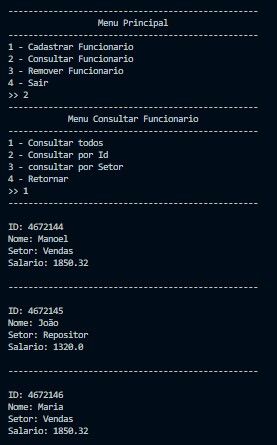 --------------------------------------------------
Menu Principal
--------------------------------------------------
1 - Cadastrar Funcionario
2 - Consultar Funcionario
3 - Remover Funcionario
4 - Sair
>> 2
--------------------------------------------------
Menu Consultar Funcionario
--------------------------------------------------
1 - Consultar todos
2 - Consultar por Id
3 - consultar por Setor
4 - Retornar
>> 1
--------------------------------------------------
ID: 4672144
Nome: Manoel
Setor: Vendas
Salario: 1850.32
--------------------------------------------------
ID: 4672145
Nome: João
Setor: Repositor
Salario: 1320.0
--------------------------------------------------
ID: 4672146
Nome: Maria
Setor: Vendas
Salario: 1850.32